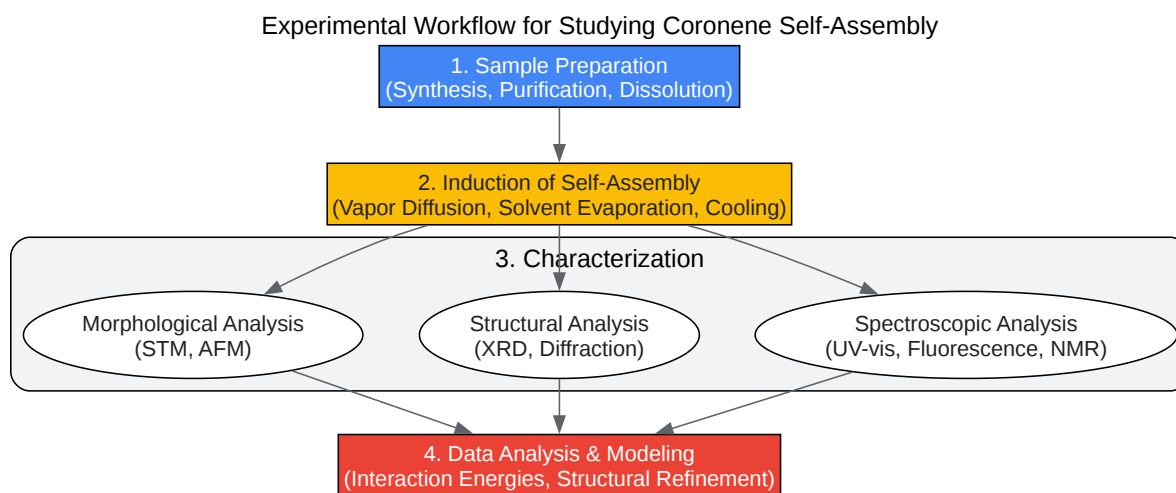 Experimental Workflow for Studying Coronene Self-Assembly
1. Sample Preparation
(Synthesis, Purification, Dissolution)
2. Induction of Self-Assembly
(Vapor Diffusion, Solvent Evaporation, Cooling)
3. Characterization
Morphological Analysis
(STM, AFM)
Structural Analysis
(XRD, Diffraction)
Spectroscopic Analysis
(UV-vis, Fluorescence, NMR)
4. Data Analysis & Modeling
(Interaction Energies, Structural Refinement)